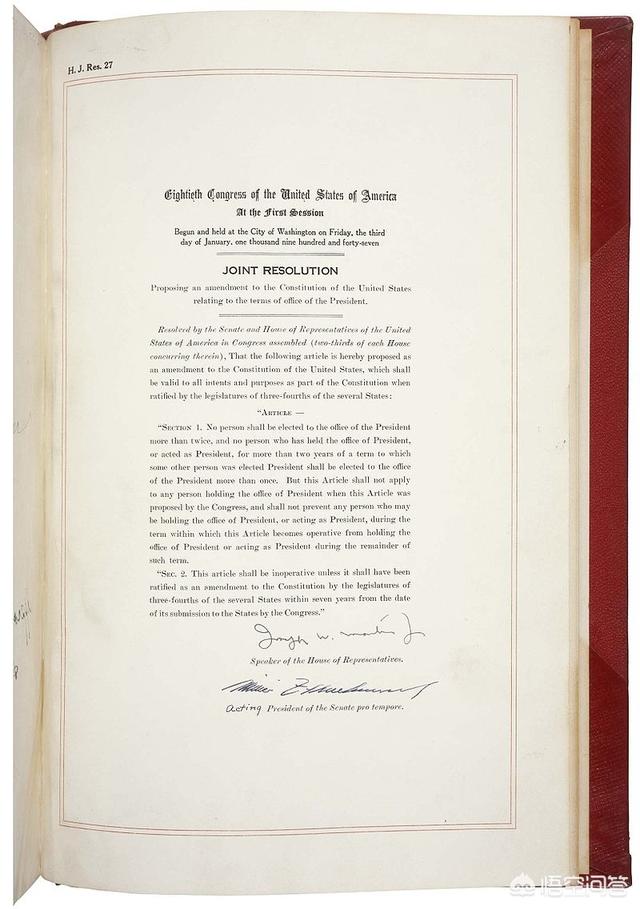 H. J. Res. 27
Eightieth Congress of the United States of America
At the First Session
Begun and held at the City of Washington on Friday, the third
day of January, one thousand nine hundred and forty-seven
JOINT RESOLUTION
Proposing an amendment to the Constitution of the United States
relating to the terms of office of the President.
Resolved by the Senate and House of Representatives of the United
States of America in Congress assembled (two-thirds of each House
concurring therein), That the following article is hereby proposed as
an amendment to the Constitution of the United States, which shall
be valid to all intents and purposes as part of the Constitution when
ratified by the legislatures of three-fourths of the several States:
"Article —
"Section 1. No person shall be elected to the office of the President
more than twice, and no person who has held the office of President,
or acted as President, for more than two years of a term to which
some other person was elected President shall be elected to the office
of the President more than once. But this Article shall not apply
to any person holding the office of President when this Article was
proposed by the Congress, and shall not prevent any person who may
be holding the office of President, or acting as President, during the
term within which this Article becomes operative from holding the
office of President or acting as President during the remainder of
such term.
"Sec. 2. This article shall be inoperative unless it shall have been
ratified as an amendment to the Constitution by the legislatures of
three-fourths of the several States within seven years from the date
of its submission to the States by the Congress."
Joseph W. Martin Jr
Speaker of the House of Representatives.
acting President of the Senate pro tempore.
悟空问答